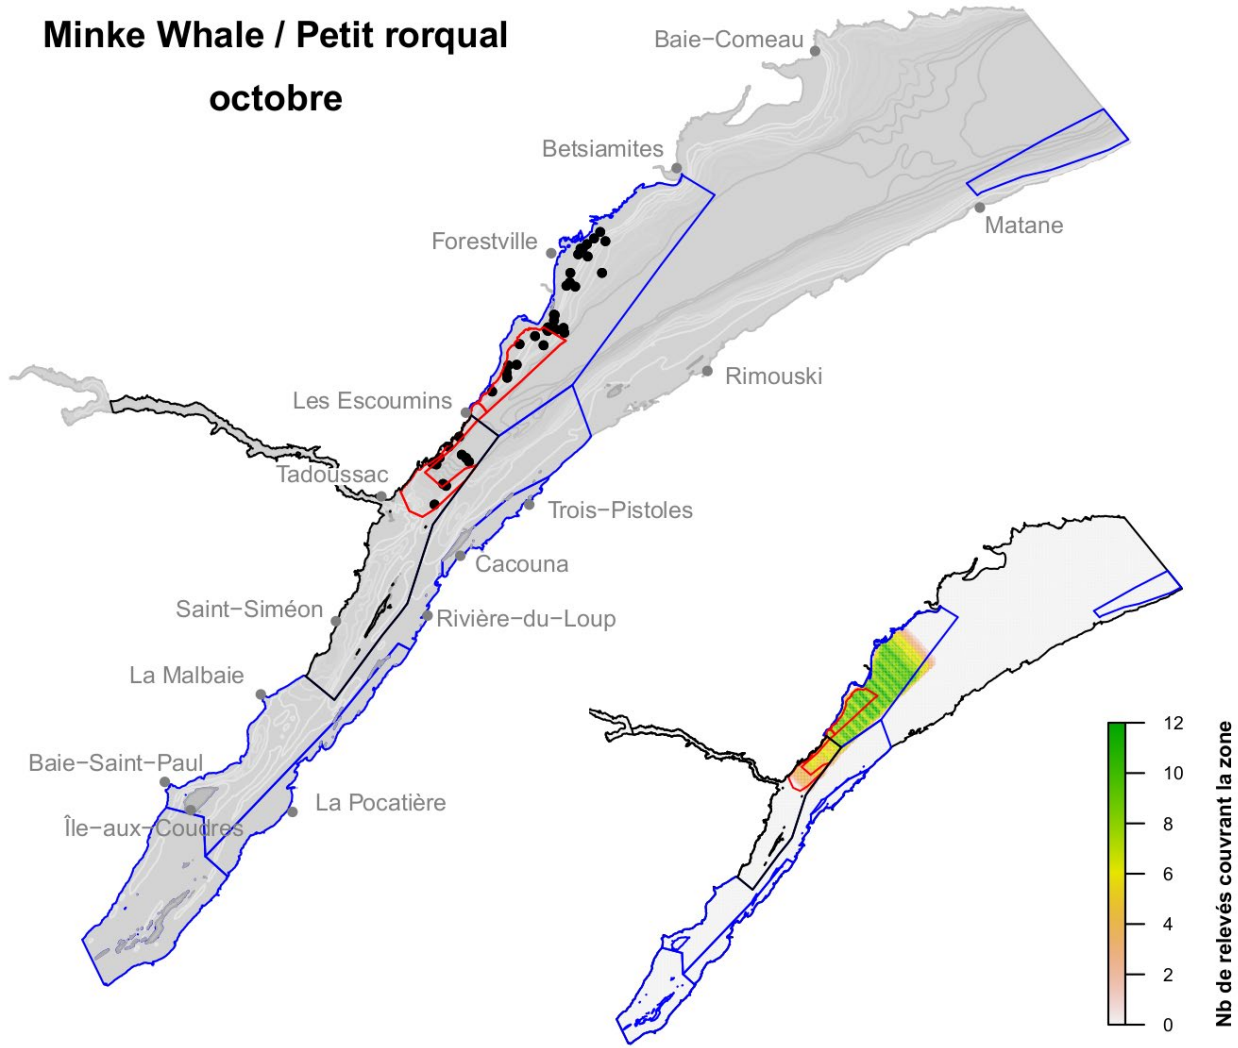 Minke Whale / Petit rorqual
octobre
Baie−Comeau
Betsiamites
Forestville
Matane
Rimouski
Les Escoumins
Tadoussac
Trois−Pistoles
Cacouna
Saint−Siméon
Rivière−du−Loup
La Malbaie
Baie−Saint−Paul
La Pocatière
Île−aux−Coudres
12
10
8
6
4
2
0
Nb de relevés couvrant la zone